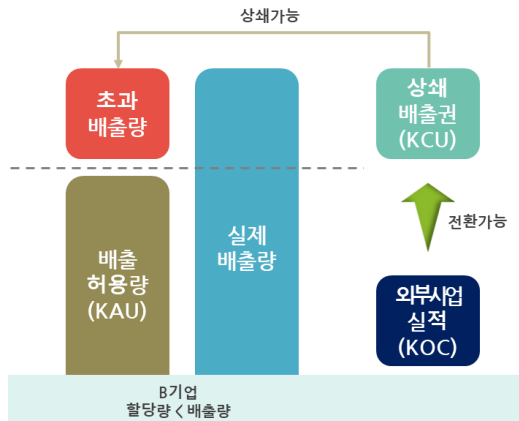 상쇄가능
초과
배출량
상쇄
배출권
(KCU)
전환가능
배출
허용량
(KAU)
실제
배출량
외부사업
실적
(KOC)
B기업
할당량 < 배출량